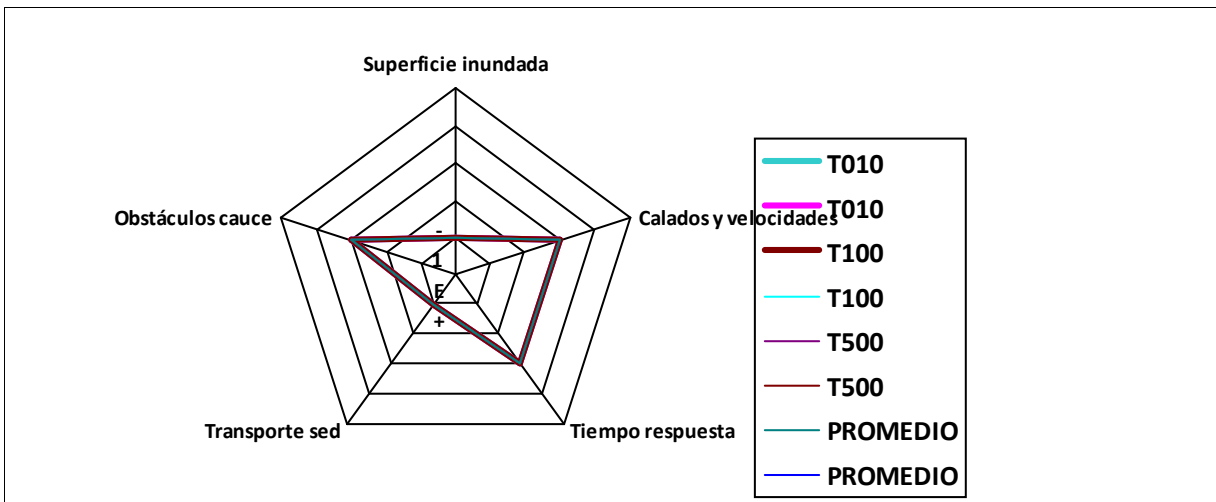 Superficie inundada
Obstáculos cauce
Calados y velocidades
-
1
E
+
Transporte sed
Tiempo respuesta
T010
T010
T100
T100
T500
T500
PROMEDIO
PROMEDIO